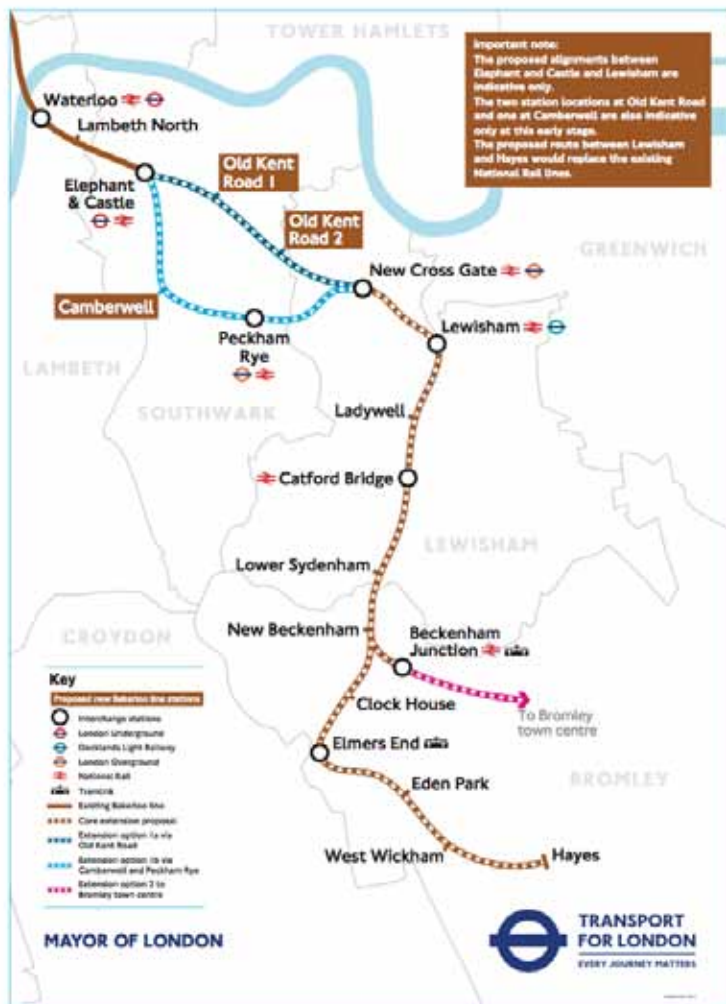 TOWER HAMLETS
Important note:
The proposed alignments between
Elephant and Castle and Lewisham are
indicative only.
The two station locations at Old Kent Road
and one at Camberwell are also indicative
only at this early stage.
The proposed route between Lewisham
and Hayes would replace the existing
National Rail lines.
Waterloo
Lambeth North
Elephant
& Castle
Old Kent
Road 1
Old Kent
Road 2
GREENWICH
New Cross Gate
Camberwell
Peckham
Rye
Lewisham
LAMBETH
SOUTHWARK
Ladywell
Catford Bridge
LEWISHAM
Lower Sydenham
CROYDON
New Beckenham
Beckenham
Junction
To Bromley
town centre
Clock House
Elmers End
BROMLEY
Eden Park
West Wickham
Hayes
Key
Proposed new Bakerloo line stations
Interchange stations
London Underground
Docklands Light Railway
London Overground
National Rail
Tramlink
Existing Bakerloo line
Core extension proposal
Extension option 1a via
Old Kent Road
Extension option 1b via
Camberwell and Peckham Rye
Extension option 2 to
Bromley town centre
MAYOR OF LONDON
TRANSPORT
FOR LONDON
EVERY JOURNEY MATTERS